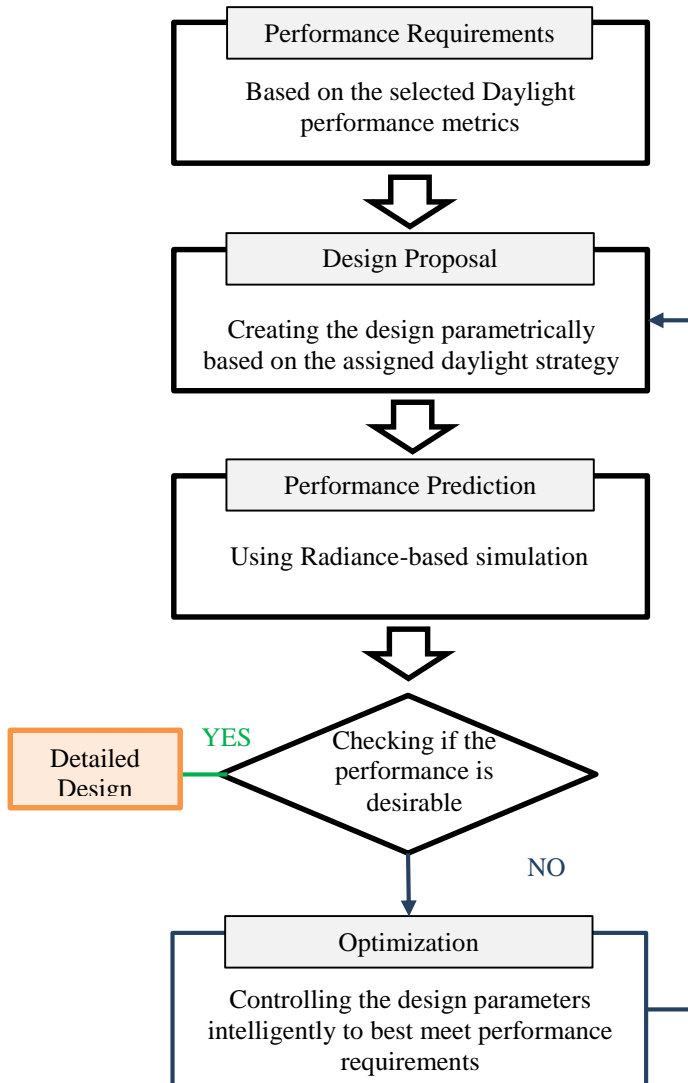 Performance Requirements
Based on the selected Daylight
performance metrics
Design Proposal
Creating the design parametrically
based on the assigned daylight strategy
Performance Prediction
Using Radiance-based simulation
YES
Detailed
Design
Checking if the
performance is
desirable
NO
Optimization
Controlling the design parameters
intelligently to best meet performance
requirements